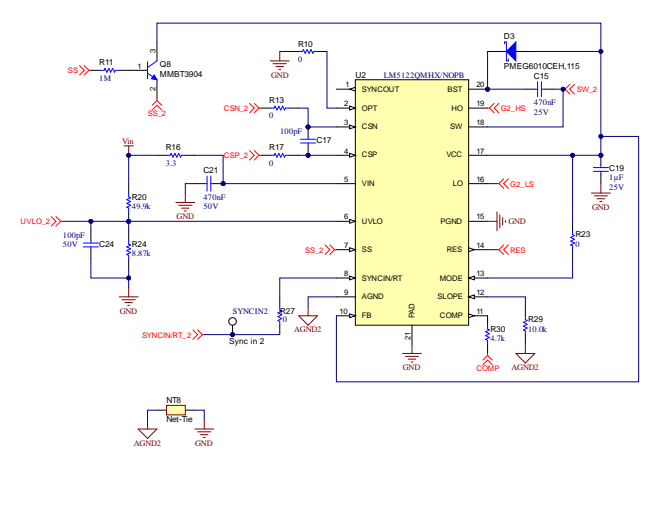 D3
PMEG6010CEH,115
R11
1M
SS
3
Q8
1
MMBT3904
2
SS_2
R10
0
GND
U2
LM5122QMHX/NOPB
C15
470nF
25V
SW_2
CSN_2
R13
0
100pF
C17
CSP_2
R17
0
Vin
R16
3.3
C21
470nF
50V
GND
R20
49.9k
UVLO_2
100pF
50V
C24
R24
8.87k
GND
SS_2
SYNCIN2
Sync in 2
SYNCIN/RT_2
R27
0
AGND2
1
SYNCOUT
2
OPT
3
CSN
4
CSP
5
VIN
6
UVLO
7
SS
8
SYNCIN/RT
9
AGND
10
FB
BST
20
HO
19
SW
18
VCC
17
LO
16
PGND
15
RES
14
MODE
13
SLOPE
12
COMP
11
PAD
21
GND
G2_HS
G2_LS
GND
RES
C19
1µF
25V
GND
R23
0
R30
4.7k
COMP
R29
10.0k
AGND2
NT8
Net-Tie
AGND2
GND